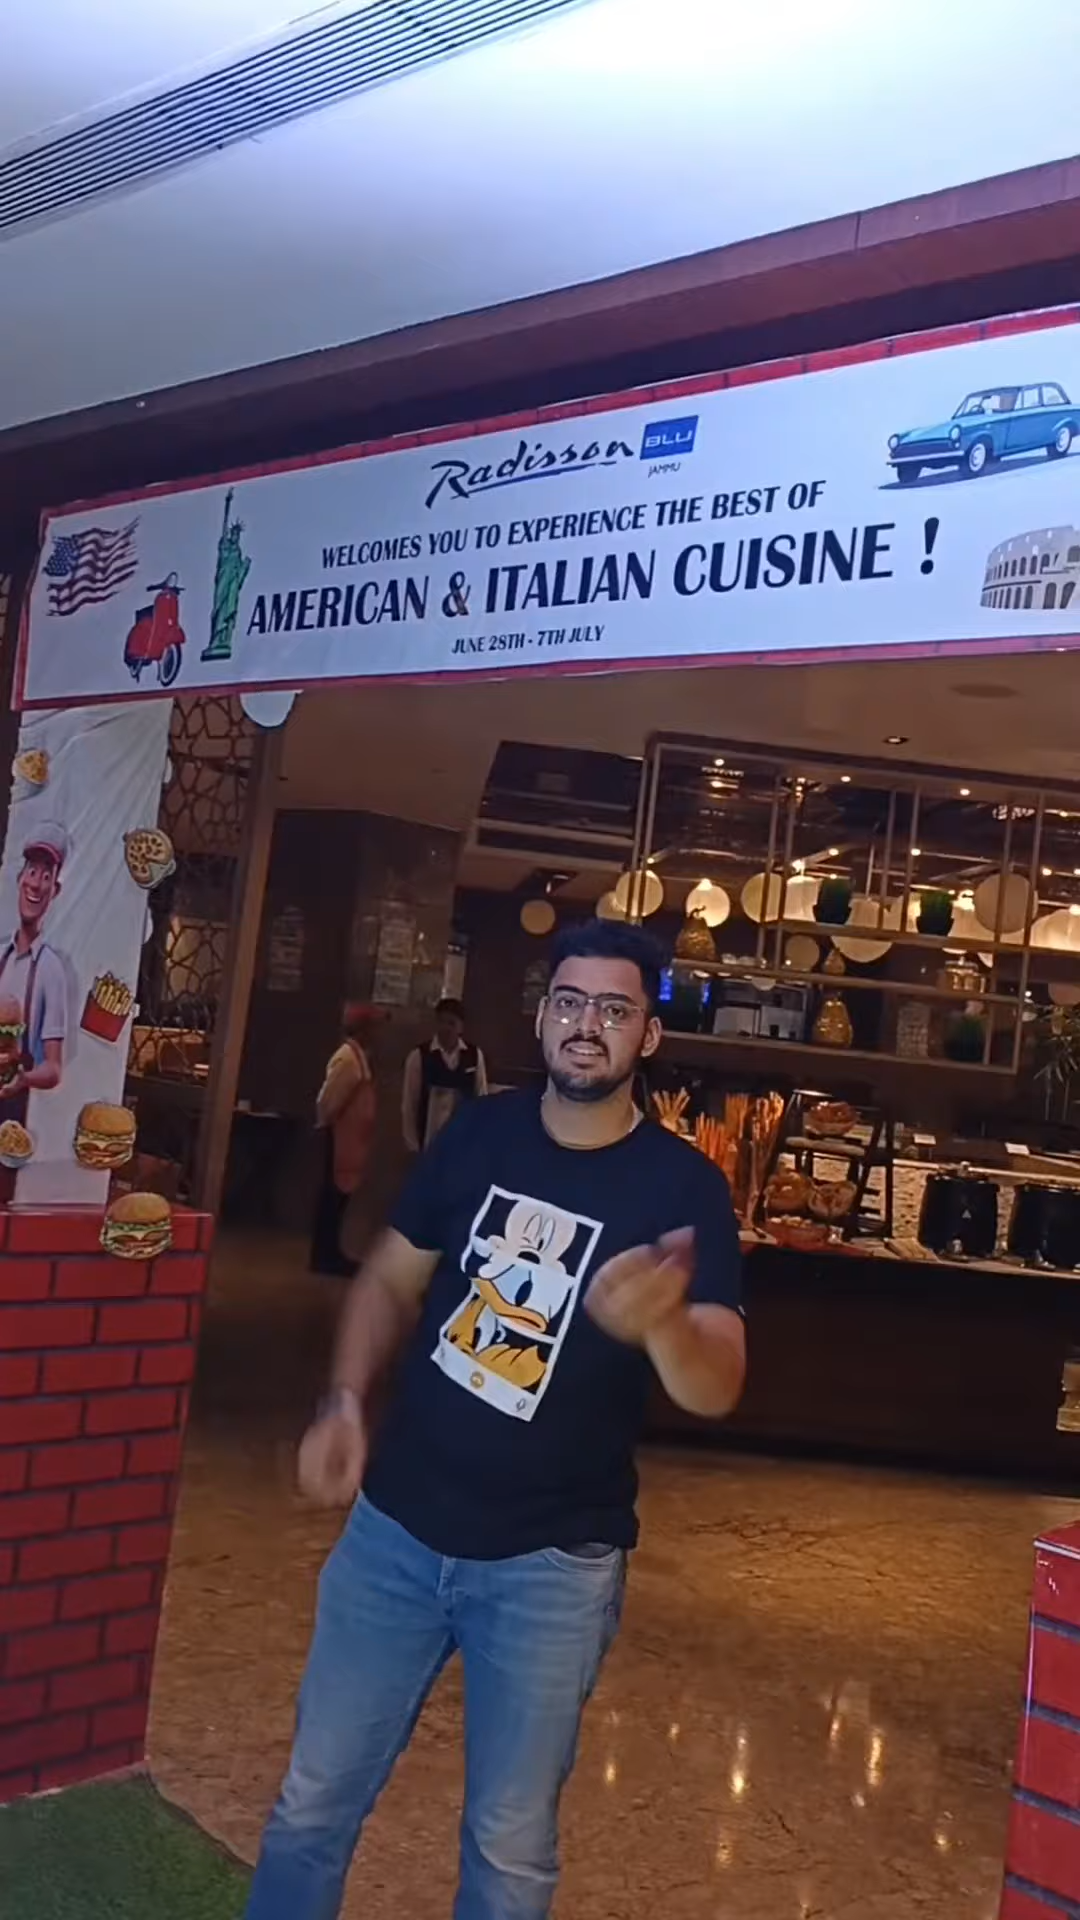 Radisson BLU
JAMMU
WELCOMES YOU TO EXPERIENCE THE BEST OF
AMERICAN & ITALIAN CUISINE !
JUNE 28TH - 7TH JULY